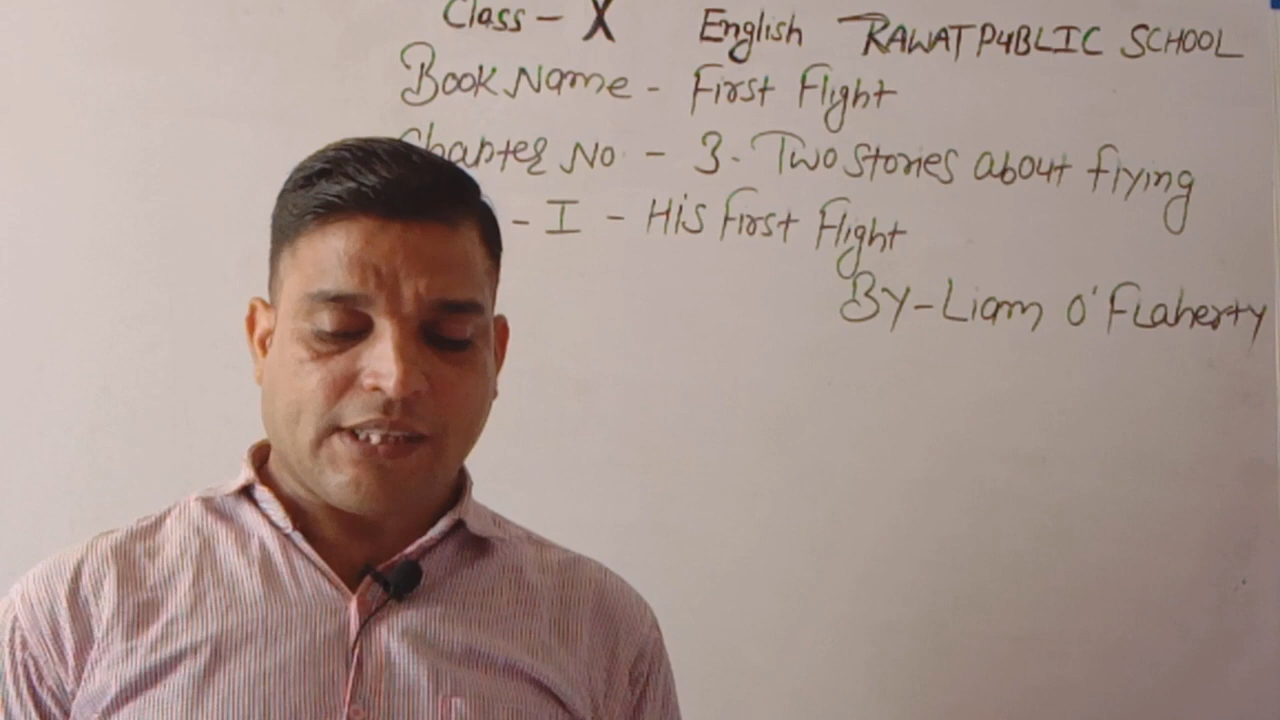 Class - X English RAWAT PUBLIC SCHOOL
Book Name - First Flight
Chapter No - 3. Two Stories about flying
- I - His First Flight
By - Liam O'Flaherty